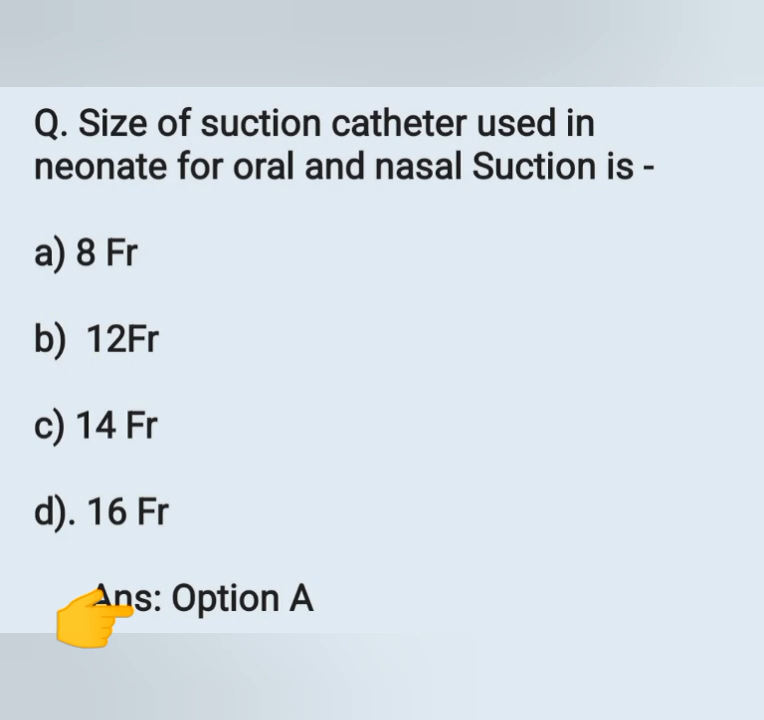 Q. Size of suction catheter used in
neonate for oral and nasal Suction is -
a) 8 Fr
b) 12Fr
c) 14 Fr
d). 16 Fr
Ans: Option A